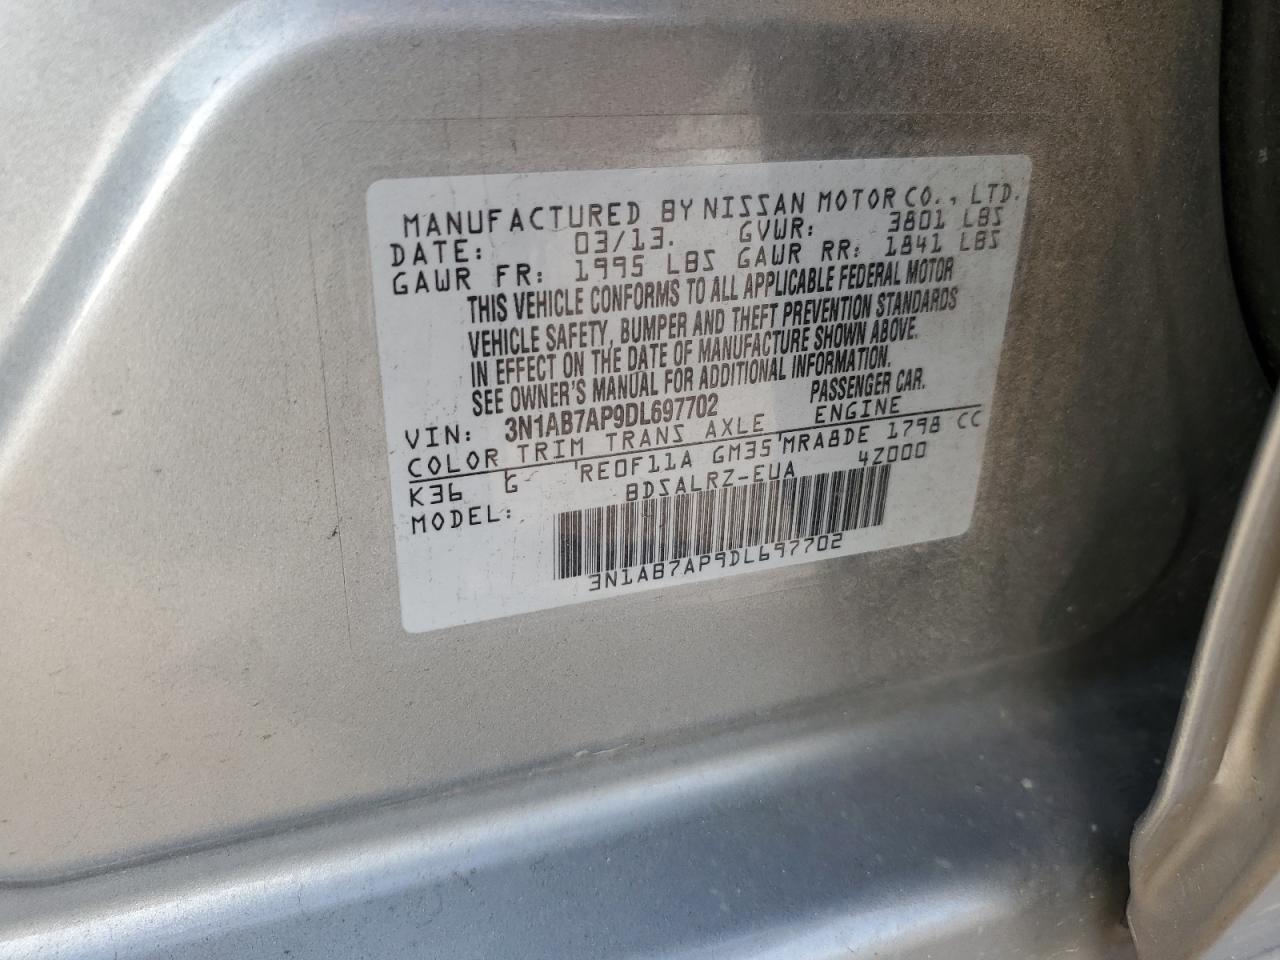 MANUFACTURED BY NISSAN MOTOR CO., LTD.
DATE: 03/13. GVWR: 3801 LBS
GAWR FR: 1995 LBS GAWR RR: 1841 LBS
THIS VEHICLE CONFORMS TO ALL APPLICABLE FEDERAL MOTOR
VEHICLE SAFETY, BUMPER AND THEFT PREVENTION STANDARDS
IN EFFECT ON THE DATE OF MANUFACTURE SHOWN ABOVE.
SEE OWNER'S MANUAL FOR ADDITIONAL INFORMATION.
VIN: 3N1AB7AP9DL697702 PASSENGER CAR.
COLOR TRIM TRANS AXLE ENGINE
K36 G RE0F11A GM35 MRA8DE 1798 CC
MODEL: BDSALRZ-EUA 4Z000
3N1AB7AP9DL697702